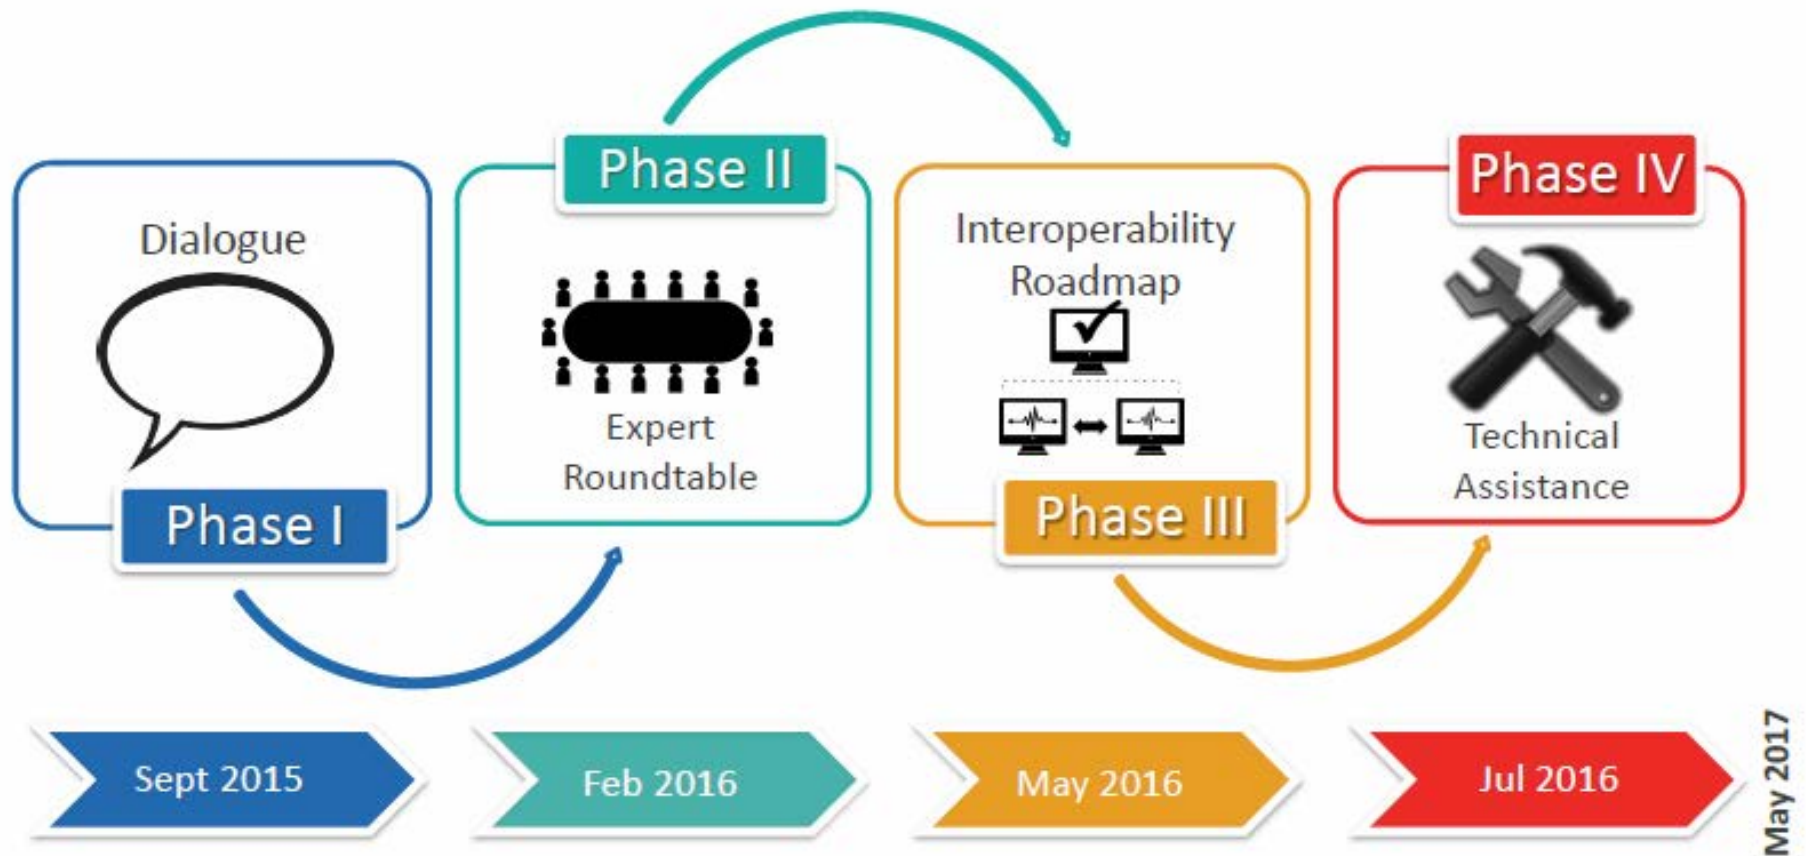 Dialogue
Phase I
Phase II
Expert
Roundtable
Interoperability
Roadmap
Phase III
Phase IV
Technical
Assistance
Sept 2015
Feb 2016
May 2016
Jul 2016
May 2017